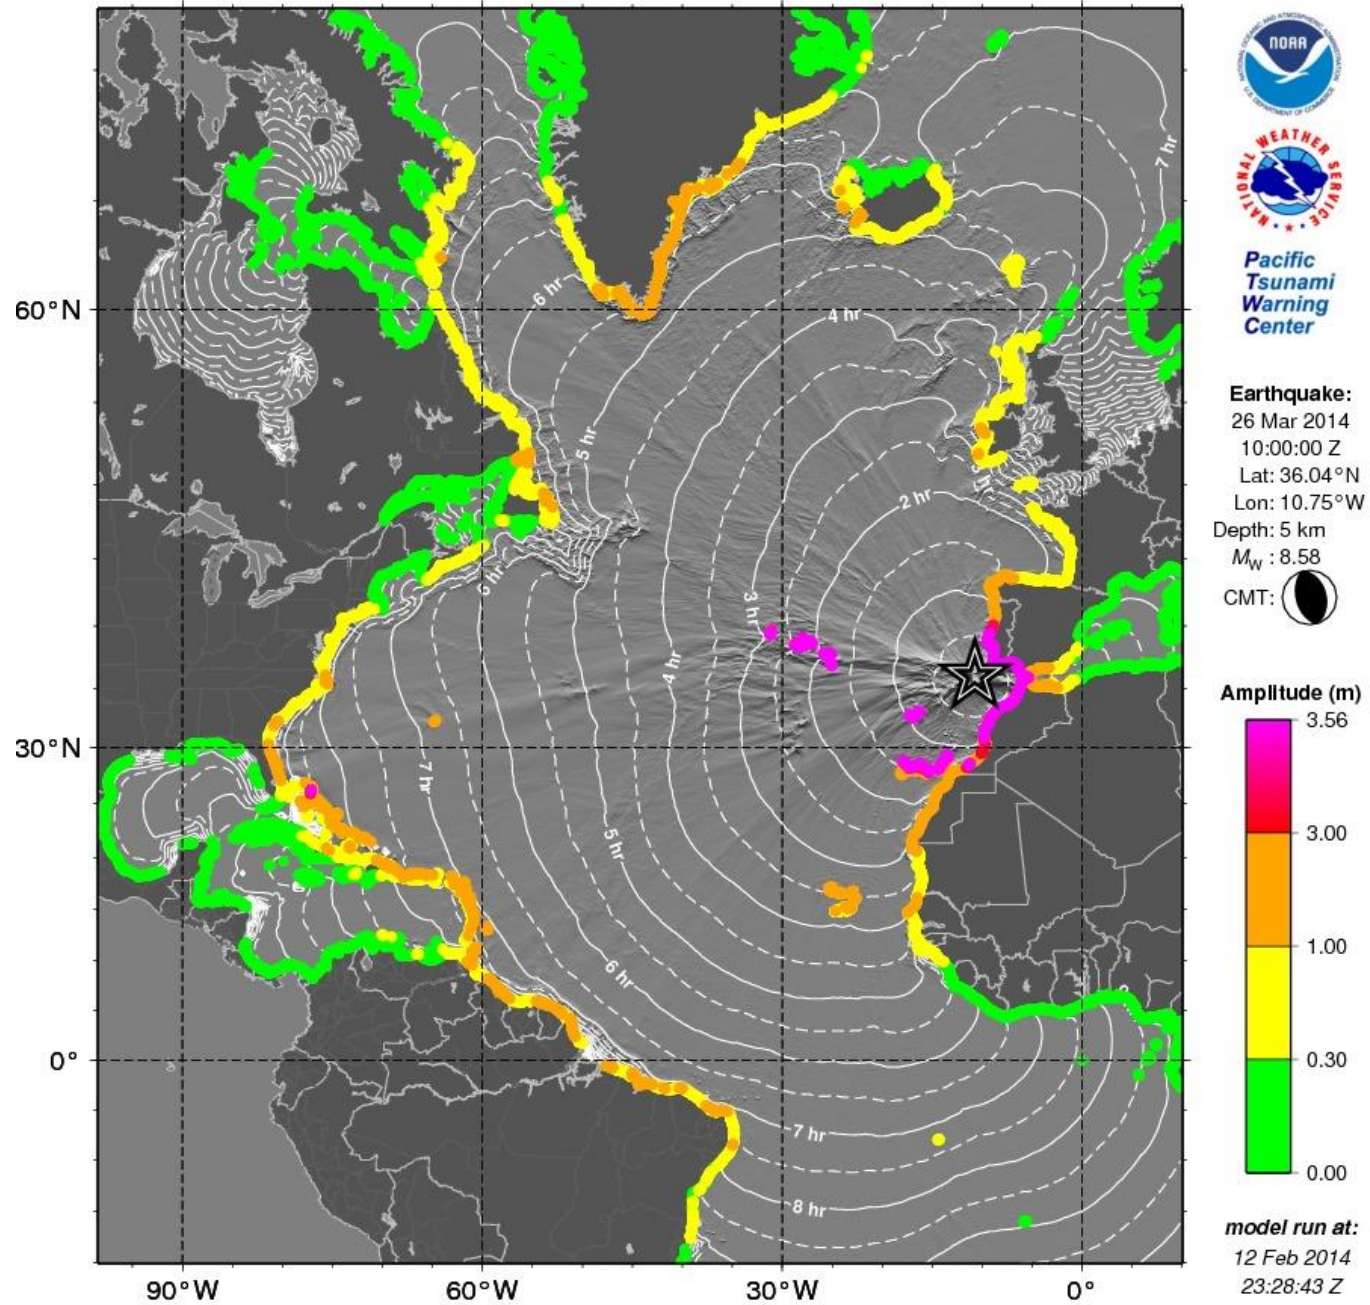 NATIONAL OCEANIC AND ATMOSPHERIC ADMINISTRATION
NOAA
U.S. DEPARTMENT OF COMMERCE
NATIONAL WEATHER SERVICE
Pacific
Tsunami
Warning
Center
Earthquake:
26 Mar 2014
10:00:00 Z
Lat: 36.04°N
Lon: 10.75°W
Depth: 5 km
MW : 8.58
CMT:
Amplitude (m)
3.56
3.00
1.00
0.30
0.00
model run at:
12 Feb 2014
23:28:43 Z
7 hr
6 hr
60°N
4 hr
5 hr
2 hr
6 hr
3 hr
4 hr
30°N
7 hr
5 hr
6 hr
0°
7 hr
8 hr
90°W
60°W
30°W
0°